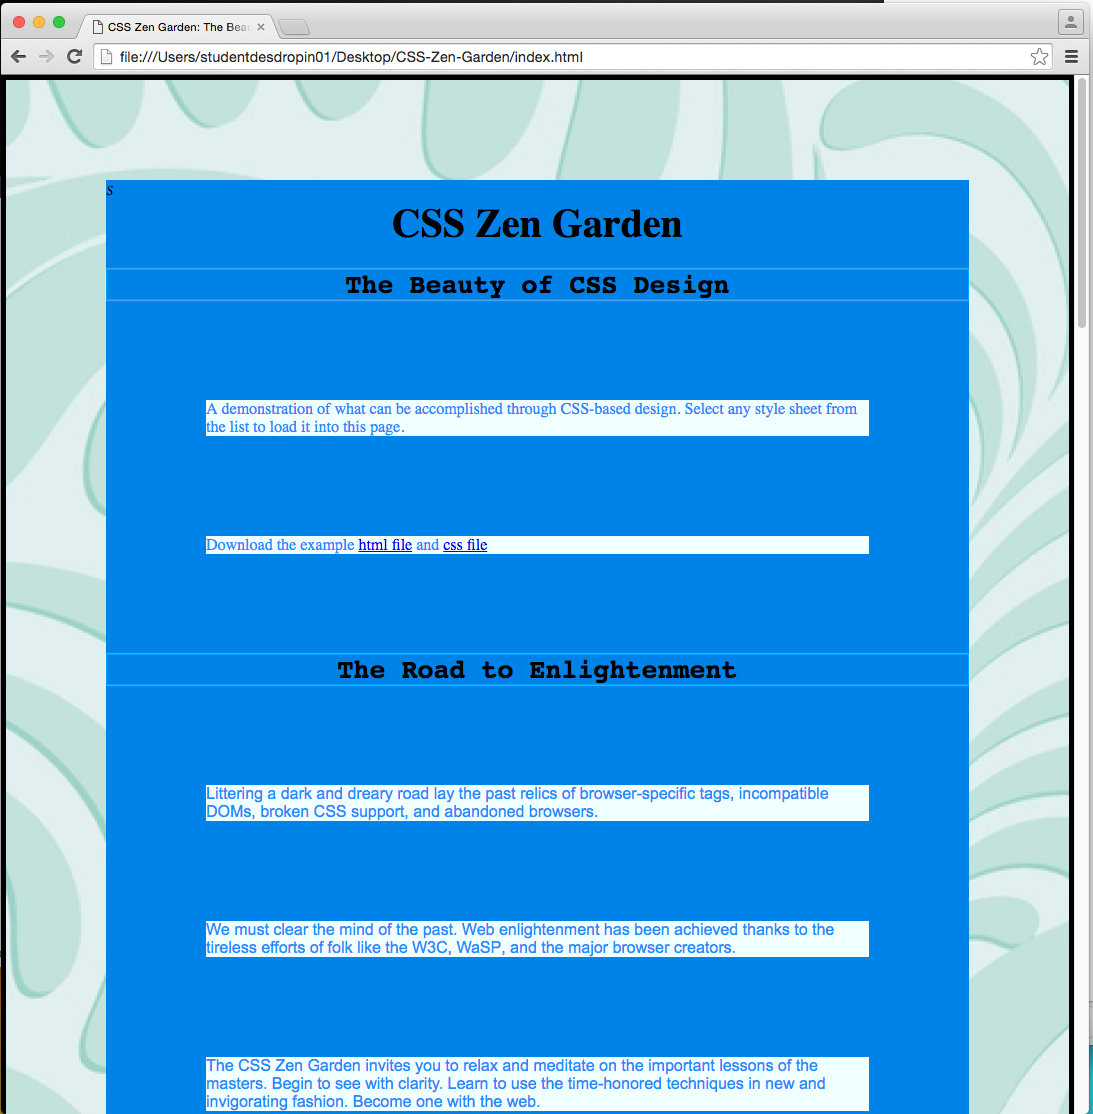 CSS Zen Garden: The Bea
file:///Users/studentdesdropin01/Desktop/CSS-Zen-Garden/index.html
s
CSS Zen Garden
The Beauty of CSS Design
A demonstration of what can be accomplished through CSS-based design. Select any style sheet from
the list to load it into this page.
Download the example html file and css file
The Road to Enlightenment
Littering a dark and dreary road lay the past relics of browser-specific tags, incompatible
DOMs, broken CSS support, and abandoned browsers.
We must clear the mind of the past. Web enlightenment has been achieved thanks to the
tireless efforts of folk like the W3C, WaSP, and the major browser creators.
The CSS Zen Garden invites you to relax and meditate on the important lessons of the
masters. Begin to see with clarity. Learn to use the time-honored techniques in new and
invigorating fashion. Become one with the web.